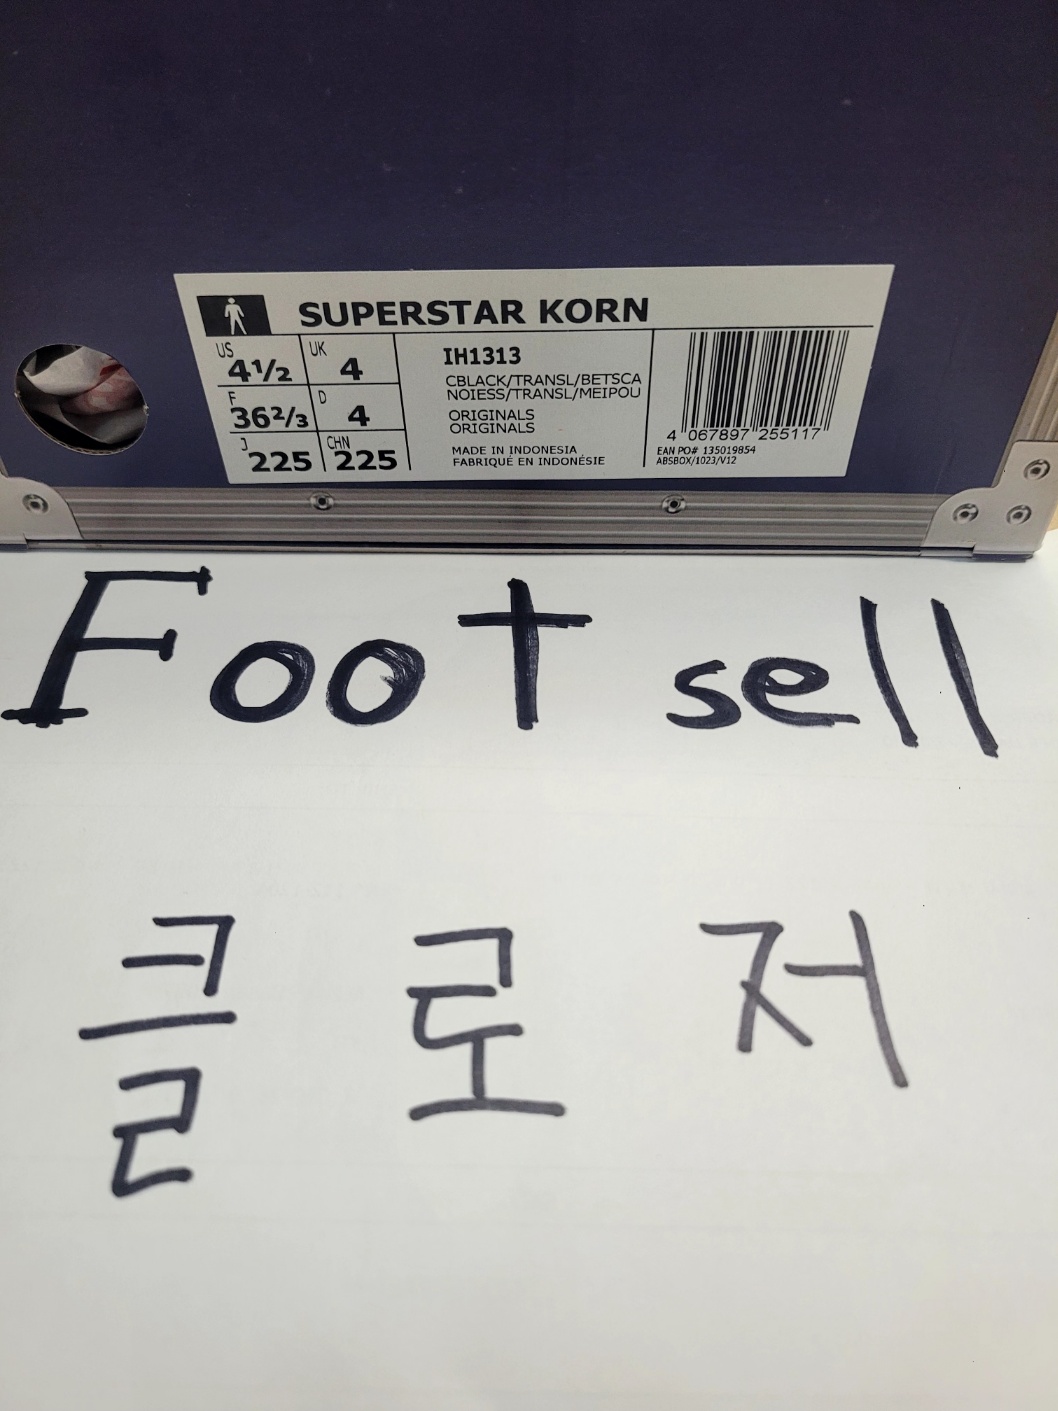 SUPERSTAR KORN
US 4½ UK 4
F 36⅔ D 4
J 225 CHN 225
IH1313
CBLACK/TRANSL/BETSCA
NOIESS/TRANSL/MEIPOU
ORIGINALS
ORIGINALS
MADE IN INDONESIA
FABRIQUÉ EN INDONÉSIE
4 067897 255117
EAN PO# 135019854
ABSBOX/1023/V12
Foot sell
클로저